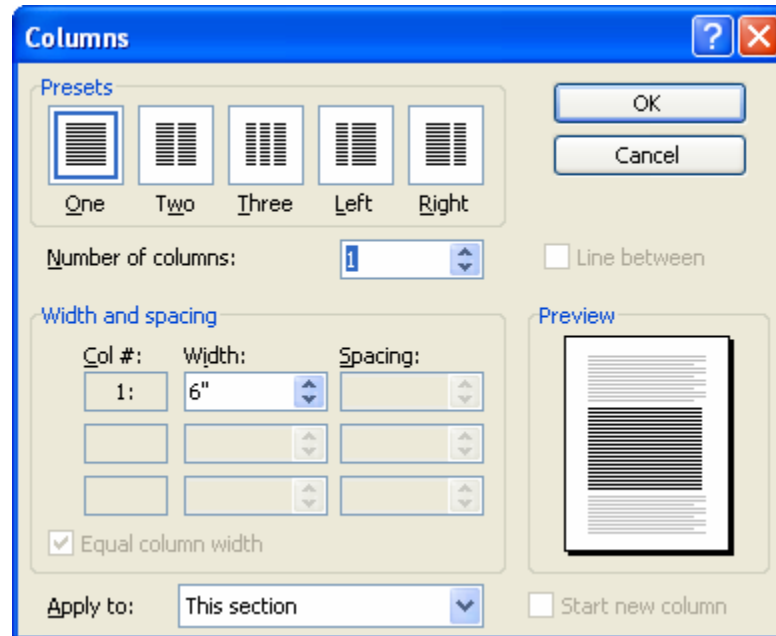 Columns
Presets
One Two Three Left Right
OK
Cancel
Number of columns: 1
Line between
Width and spacing
Col #: Width: Spacing:
1: 6"
Equal column width
Preview
Apply to: This section
Start new column